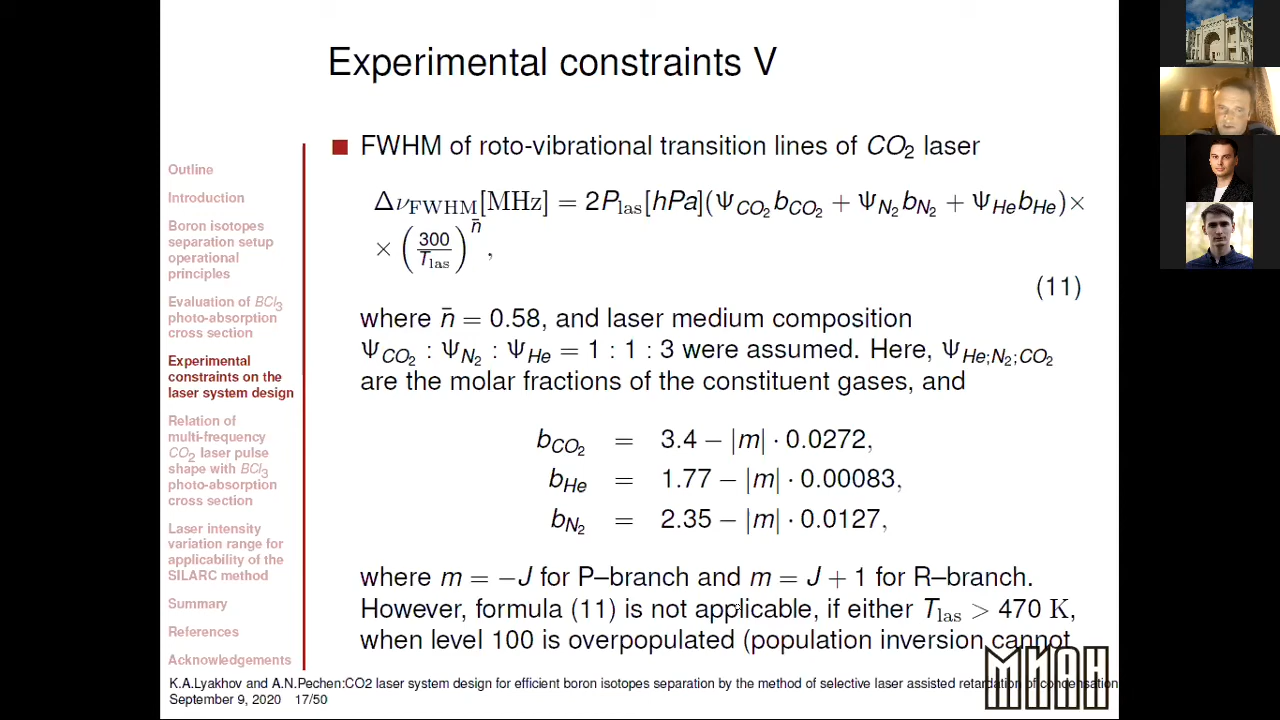 Experimental constraints V
Outline
Introduction
Boron isotopes
separation setup
operational
principles
Evaluation of BCl3
photo-absorption
cross section
Experimental
constraints on the
laser system design
Relation of
multi-frequency
CO2 laser pulse
shape with BCl3
photo-absorption
cross section
Laser intensity
variation range for
applicability of the
SILARC method
Summary
References
Acknowledgements
FWHM of roto-vibrational transition lines of CO₂ laser
Δν_FWHM[MHz] = 2P_las[hPa](Ψ_CO₂ b_CO₂ + Ψ_N₂ b_N₂ + Ψ_He b_He)×
× (300/T_las)^n̄ ,
(11)
where n̄ = 0.58, and laser medium composition
Ψ_CO₂ : Ψ_N₂ : Ψ_He = 1 : 1 : 3 were assumed. Here, Ψ_He;N₂;CO₂
are the molar fractions of the constituent gases, and
b_CO₂ = 3.4 − |m| · 0.0272,
b_He = 1.77 − |m| · 0.00083,
b_N₂ = 2.35 − |m| · 0.0127,
where m = −J for P–branch and m = J + 1 for R–branch.
However, formula (11) is not applicable, if either T_las > 470 K,
when level 100 is overpopulated (population inversion cannot
K.A.Lyakhov and A.N.Pechen:CO2 laser system design for efficient boron isotopes separation by the method of selective laser assisted retardation of condensation
September 9, 2020 17/50
МИАН